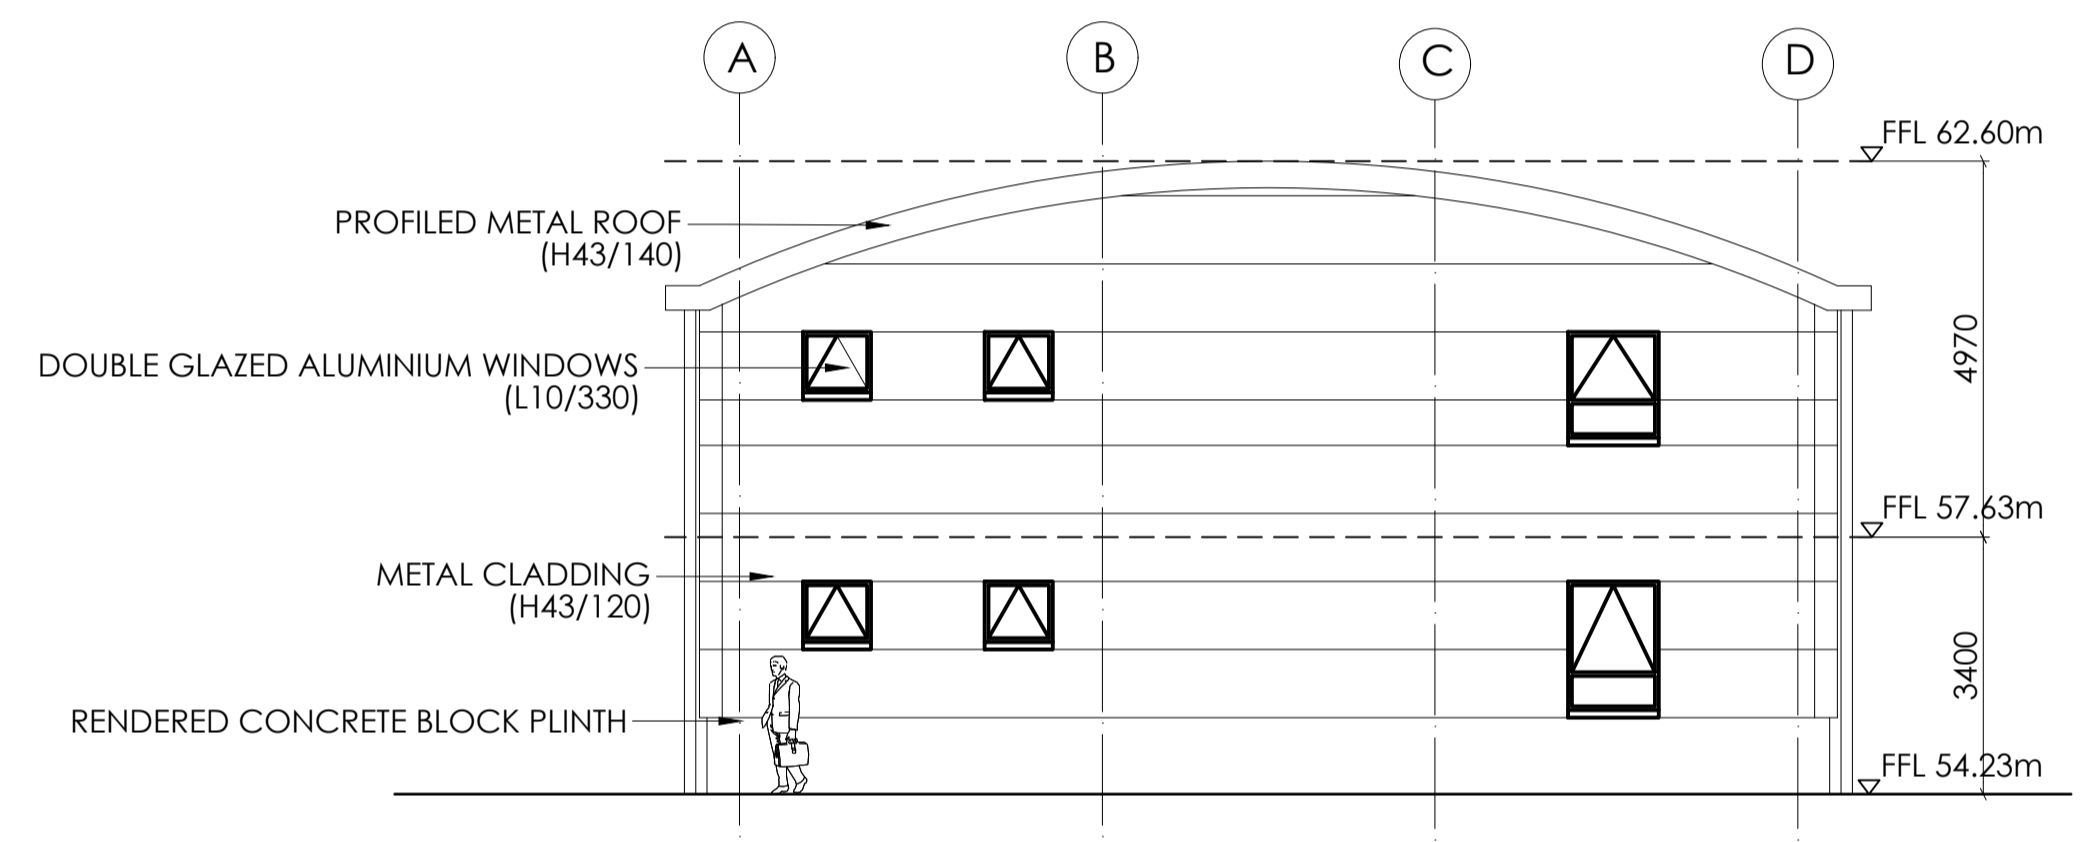 A
B
C
D
FFL 62.60m
PROFILED METAL ROOF
(H43/140)
4970
DOUBLE GLAZED ALUMINIUM WINDOWS
(L10/330)
FFL 57.63m
METAL CLADDING
(H43/120)
3400
RENDERED CONCRETE BLOCK PLINTH
FFL 54.23m